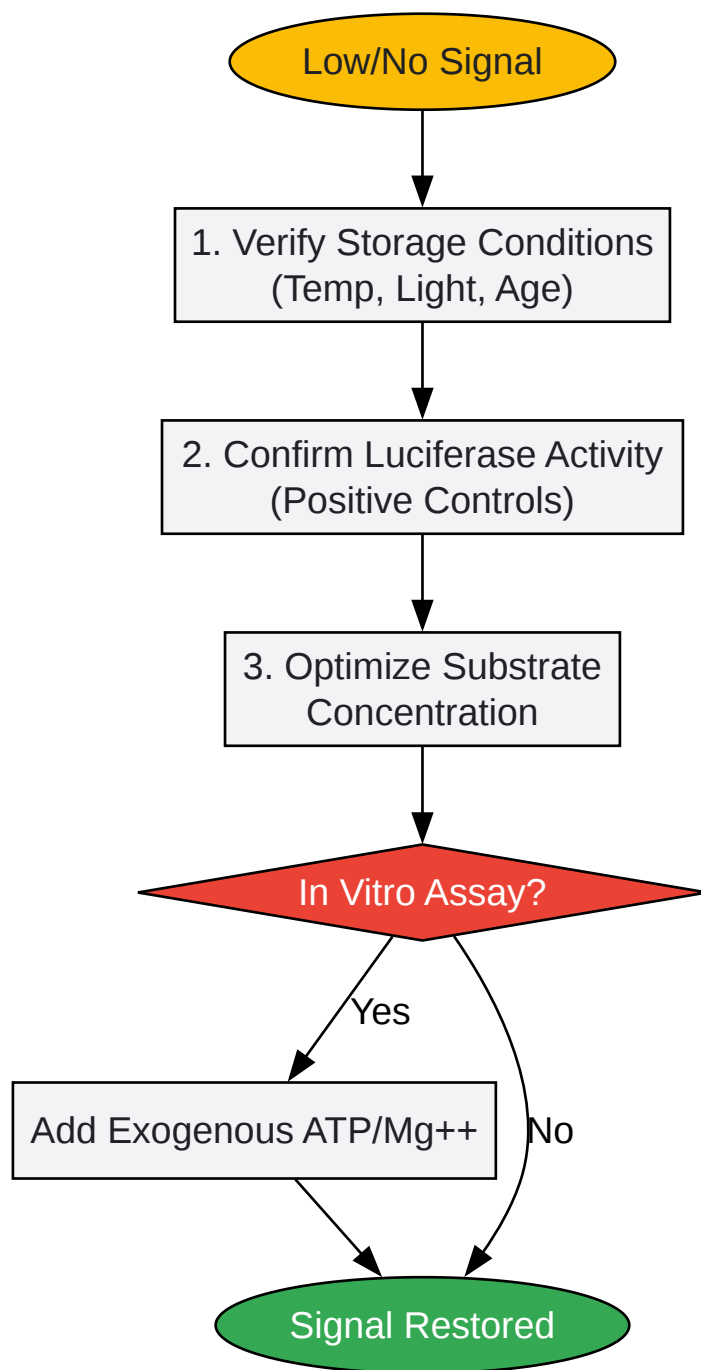 Low/No Signal
1. Verify Storage Conditions
(Temp, Light, Age)
2. Confirm Luciferase Activity
(Positive Controls)
3. Optimize Substrate
Concentration
In Vitro Assay?
Yes
Add Exogenous ATP/Mg++
No
Signal Restored